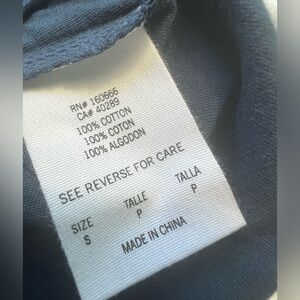 RN# 160666
CA# 40289
100% COTTON
100% COTON
100% ALGODON
SEE REVERSE FOR CARE
SIZE TALLE TALLA
S P P
MADE IN CHINA